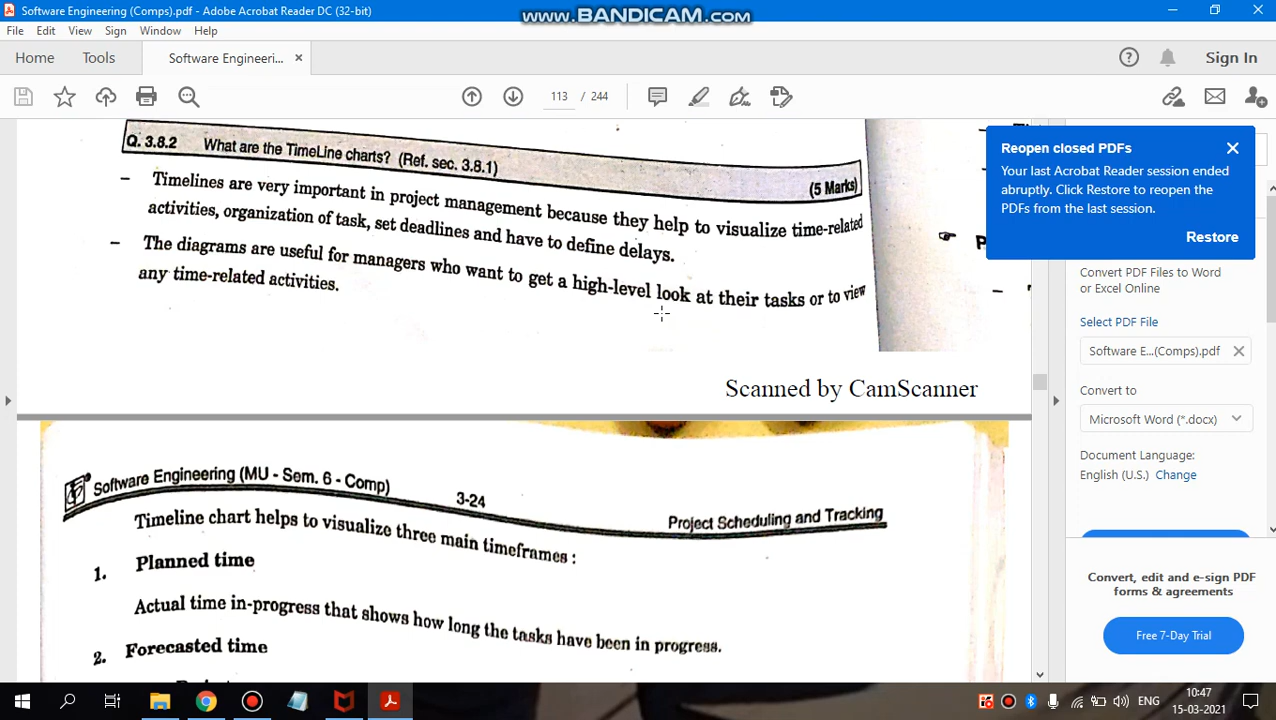 Software Engineering (Comps).pdf - Adobe Acrobat Reader DC (32-bit)
www.BANDICAM.com
File Edit View Sign Window Help
Home Tools Software Engineeri... × Sign In
113 / 244
Q. 3.8.2 What are the TimeLine charts? (Ref. sec. 3.8.1)
(5 Marks)
– Timelines are very important in project management because they help to visualize time-related
activities, organization of task, set deadlines and have to define delays.
– The diagrams are useful for managers who want to get a high-level look at their tasks or to view
any time-related activities.
Scanned by CamScanner
Software Engineering (MU - Sem. 6 - Comp)
3-24
Project Scheduling and Tracking
Timeline chart helps to visualize three main timeframes :
1. Planned time
Actual time in-progress that shows how long the tasks have been in progress.
2. Forecasted time
Reopen closed PDFs
Your last Acrobat Reader session ended
abruptly. Click Restore to reopen the
PDFs from the last session.
Restore
Convert PDF Files to Word
or Excel Online
Select PDF File
Software E...(Comps).pdf
Convert to
Microsoft Word (*.docx)
Document Language:
English (U.S.) Change
Convert, edit and e-sign PDF
forms & agreements
Free 7-Day Trial
ENG
10:47
15-03-2021